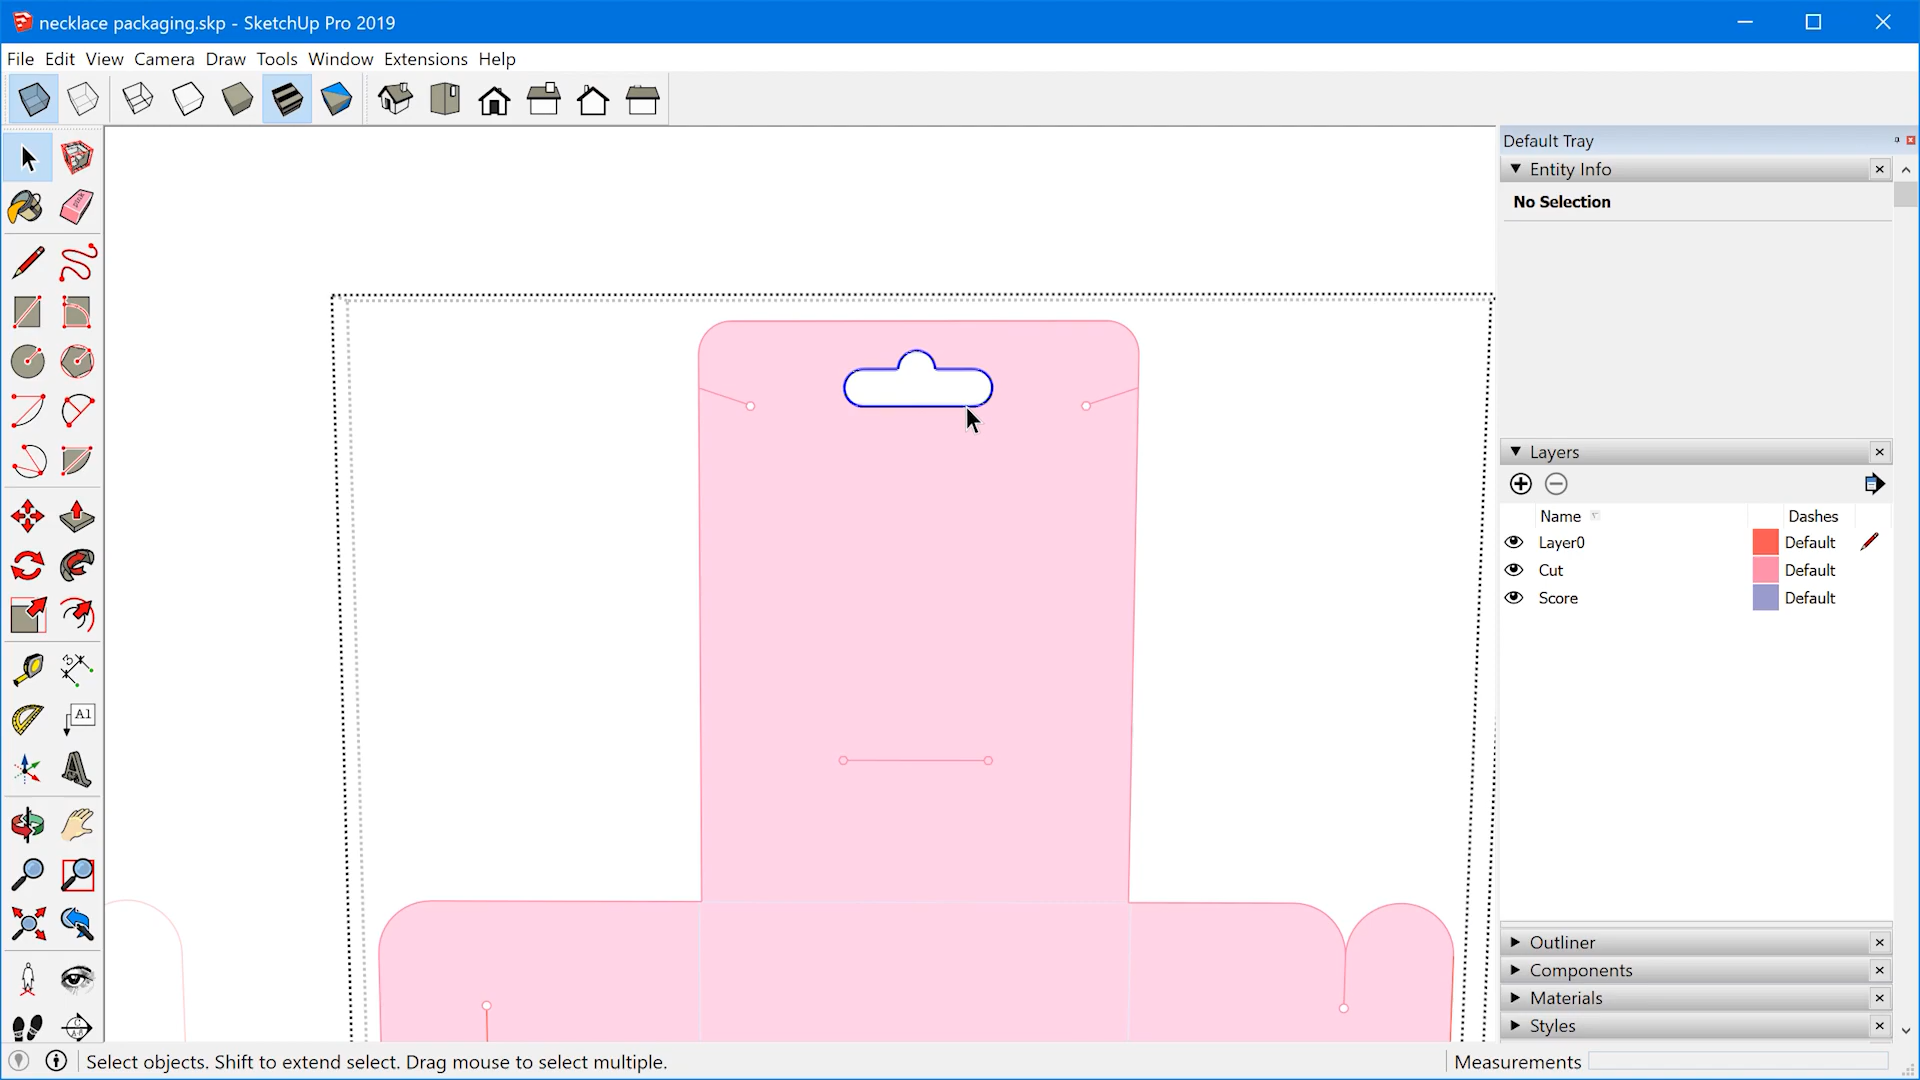 necklace packaging.skp - SketchUp Pro 2019
File Edit View Camera Draw Tools Window Extensions Help
Default Tray
Entity Info
No Selection
Layers
Name Dashes
Layer0 Default
Cut Default
Score Default
A1
Outliner
Components
Materials
Styles
Select objects. Shift to extend select. Drag mouse to select multiple.
Measurements